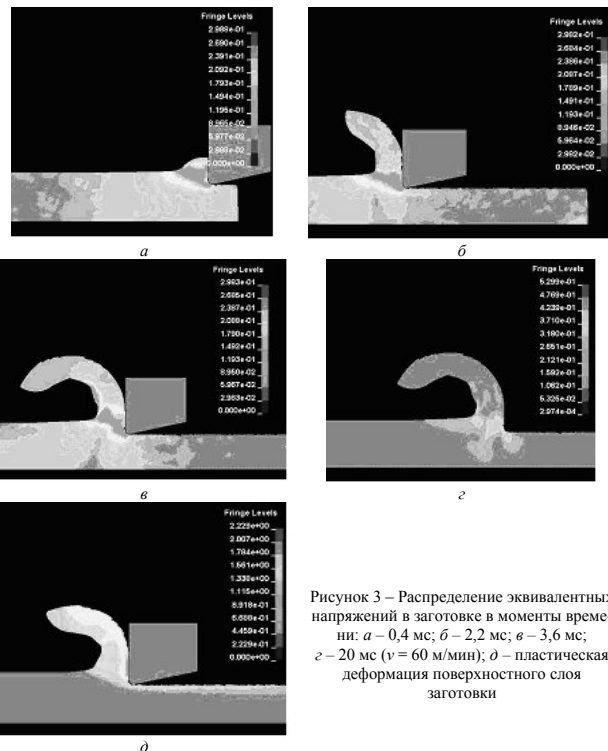 Fringe Levels
2.391e-01
2.092e-01
1.793e-01
1.494e-01
8.965e-02
5.977e-02
2.988e-02
0.000e+00
а
Fringe Levels
2.982e-01
2.684e-01
2.386e-01
2.087e-01
1.789e-01
1.491e-01
1.193e-01
8.946e-02
5.964e-02
2.982e-02
0.000e+00
б
Fringe Levels
2.983e-01
2.685e-01
2.387e-01
2.088e-01
1.790e-01
1.492e-01
1.193e-01
8.950e-02
5.967e-02
2.983e-02
0.000e+00
в
Fringe Levels
5.299e-01
4.769e-01
4.239e-01
3.710e-01
3.180e-01
2.651e-01
2.121e-01
1.592e-01
1.062e-01
5.325e-02
2.974e-04
г
Fringe Levels
2.229e+00
2.007e+00
1.784e+00
1.561e+00
1.338e+00
1.115e+00
8.918e-01
6.688e-01
4.459e-01
2.229e-01
0.000e+00
д
Рисунок 3 – Распределение эквивалентных
напряжений в заготовке в моменты време-
ни: а – 0,4 мс; б – 2,2 мс; в – 3,6 мс;
г – 20 мс (v = 60 м/мин); д – пластическая
деформация поверхностного слоя
заготовки